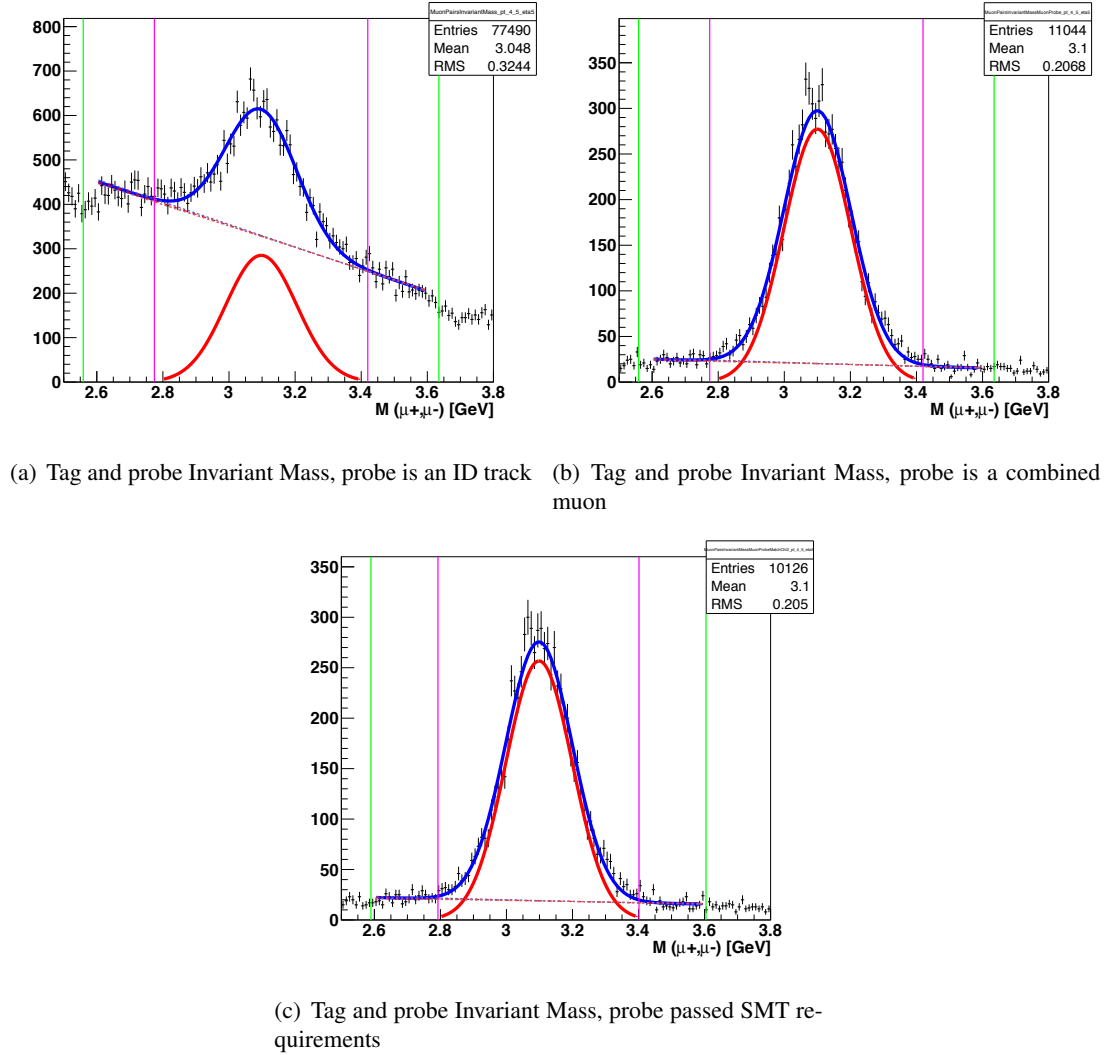 MuonPairsInvariantMass_pt_4_5_eta5
Entries 77490
Mean 3.048
RMS 0.3244
800
700
600
500
400
300
200
100
0
2.6 2.8 3 3.2 3.4 3.6 3.8
M (μ+,μ-) [GeV]
MuonPairsInvariantMassMuonProbe_pt_4_5_eta5
Entries 11044
Mean 3.1
RMS 0.2068
350
300
250
200
150
100
50
0
2.6 2.8 3 3.2 3.4 3.6 3.8
M (μ+,μ-) [GeV]
(a) Tag and probe Invariant Mass, probe is an ID track
(b) Tag and probe Invariant Mass, probe is a combined
muon
Entries 10126
Mean 3.1
RMS 0.205
350
300
250
200
150
100
50
0
2.6 2.8 3 3.2 3.4 3.6 3.8
M (μ+,μ-) [GeV]
(c) Tag and probe Invariant Mass, probe passed SMT re-
quirements